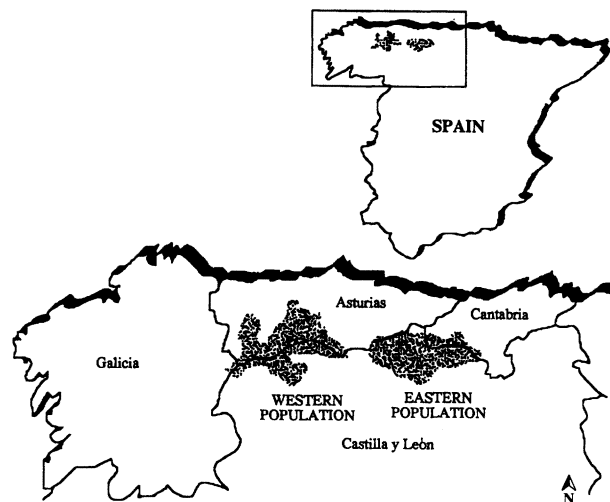 SPAIN
Asturias
Cantabria
Galicia
WESTERN
POPULATION
EASTERN
POPULATION
Castilla y León
N